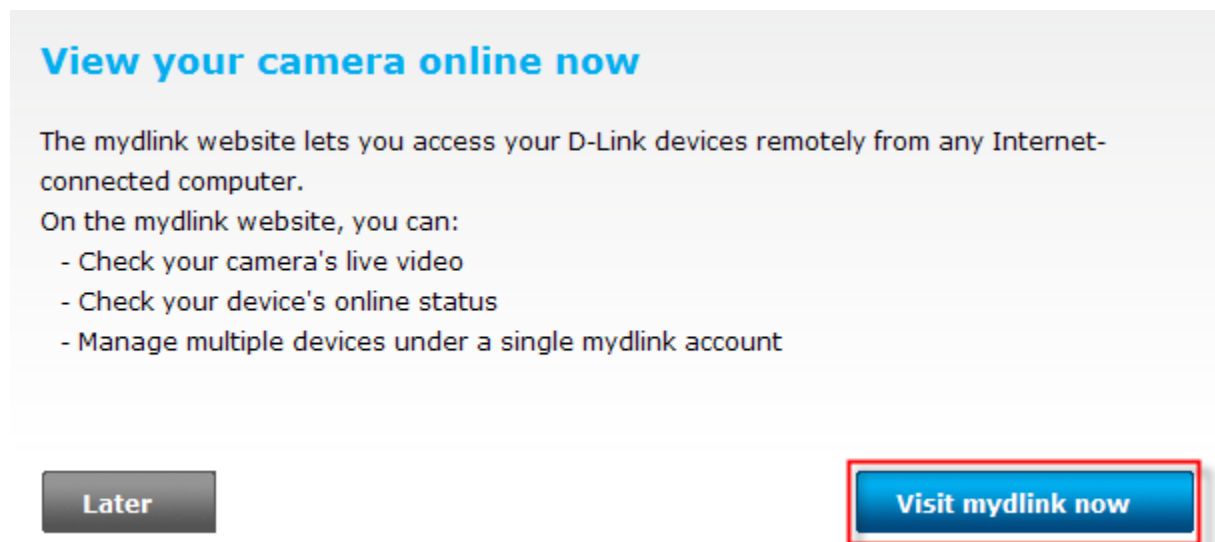 View your camera online now
The mydlink website lets you access your D-Link devices remotely from any Internet-
connected computer.
On the mydlink website, you can:
- Check your camera's live video
- Check your device's online status
- Manage multiple devices under a single mydlink account
Later
Visit mydlink now